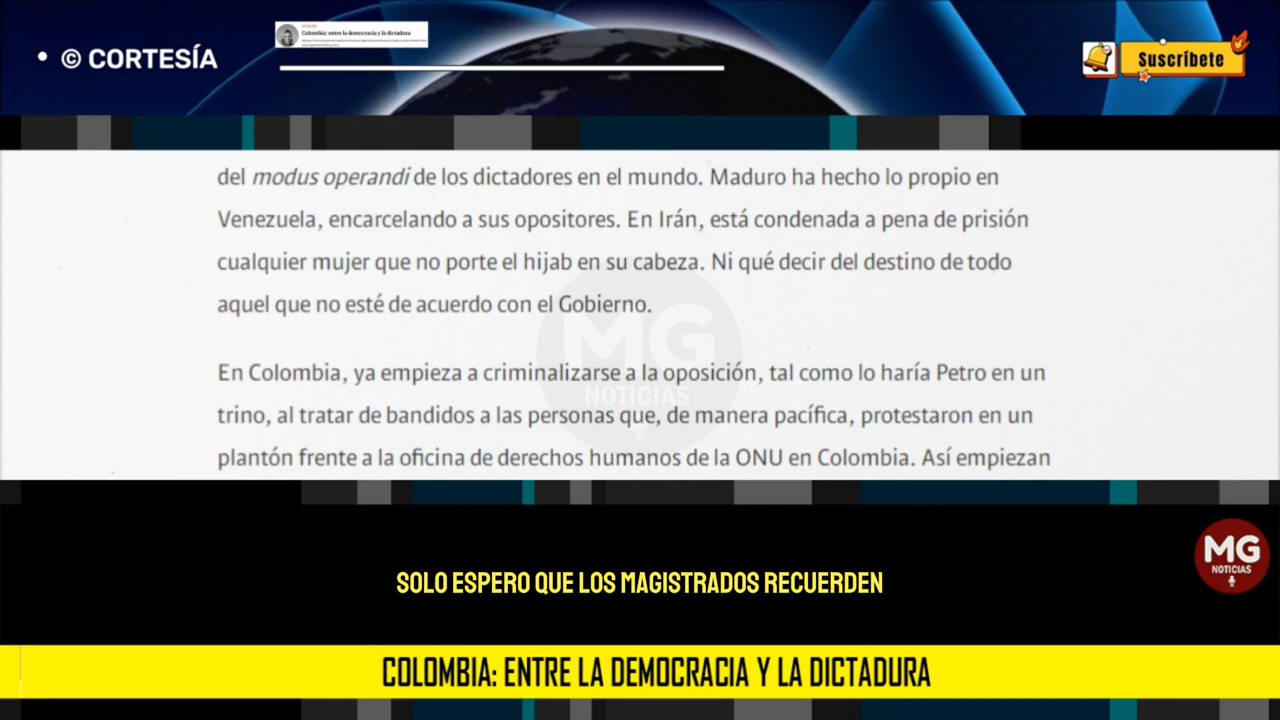 • © CORTESÍA
Colombia: entre la democracia y la dictadura
Suscríbete
del modus operandi de los dictadores en el mundo. Maduro ha hecho lo propio en
Venezuela, encarcelando a sus opositores. En Irán, está condenada a pena de prisión
cualquier mujer que no porte el hijab en su cabeza. Ni qué decir del destino de todo
aquel que no esté de acuerdo con el Gobierno.
En Colombia, ya empieza a criminalizarse a la oposición, tal como lo haría Petro en un
trino, al tratar de bandidos a las personas que, de manera pacífica, protestaron en un
plantón frente a la oficina de derechos humanos de la ONU en Colombia. Así empiezan
MG
NOTICIAS
SOLO ESPERO QUE LOS MAGISTRADOS RECUERDEN
MG
NOTICIAS
COLOMBIA: ENTRE LA DEMOCRACIA Y LA DICTADURA